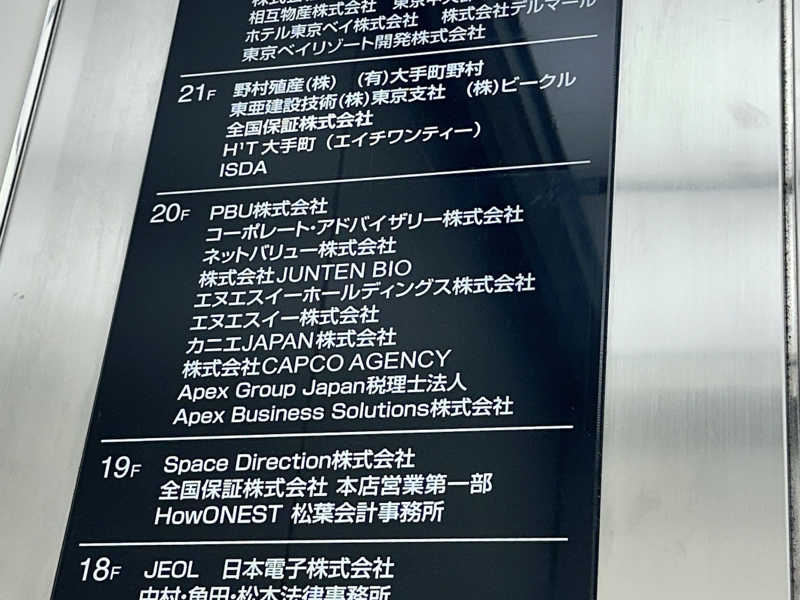 相互物産株式会社
ホテル東京ベイ株式会社 株式会社デルマール
東京ベイリゾート開発株式会社
21F 野村殖産(株) (有)大手町野村
東亜建設技術(株)東京支社 (株)ビークル
全国保証株式会社
H¹T 大手町（エイチワンティー）
ISDA
20F PBU株式会社
コーポレート・アドバイザリー株式会社
ネットバリュー株式会社
株式会社JUNTEN BIO
エヌエスイーホールディングス株式会社
エヌエスイー株式会社
カニエJAPAN株式会社
株式会社CAPCO AGENCY
Apex Group Japan税理士法人
Apex Business Solutions株式会社
19F Space Direction株式会社
全国保証株式会社 本店営業第一部
HowONEST 松葉会計事務所
18F JEOL 日本電子株式会社
中村・角田・松本法律事務所